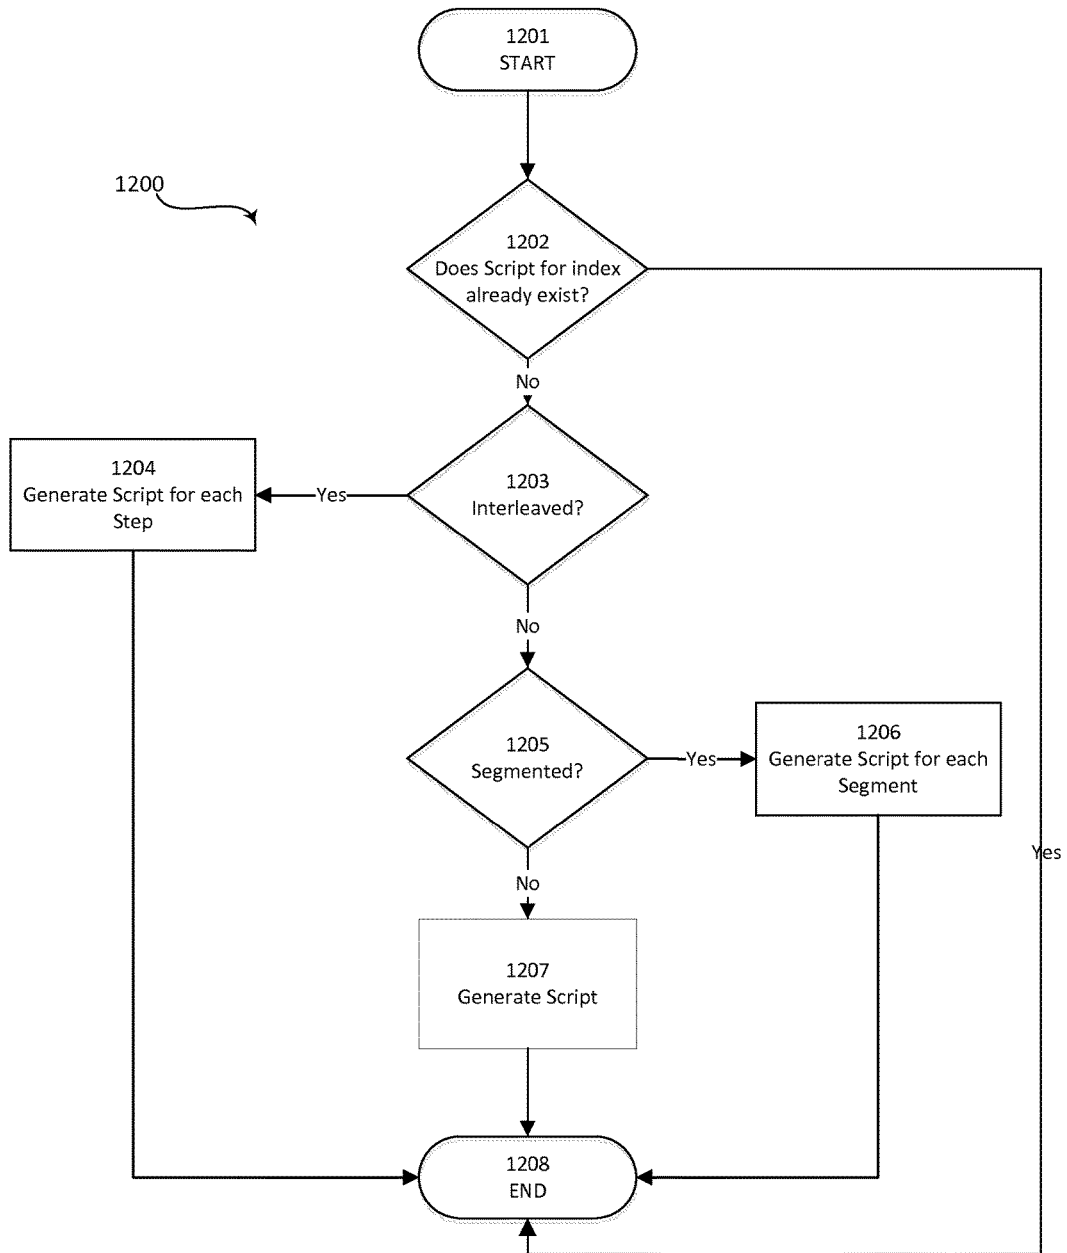 1201
START
1200
1202
Does Script for index
already exist?
No
1203
Interleaved?
Yes
1204
Generate Script for each
Step
No
1205
Segmented?
Yes
1206
Generate Script for each
Segment
Yes
No
1207
Generate Script
1208
END